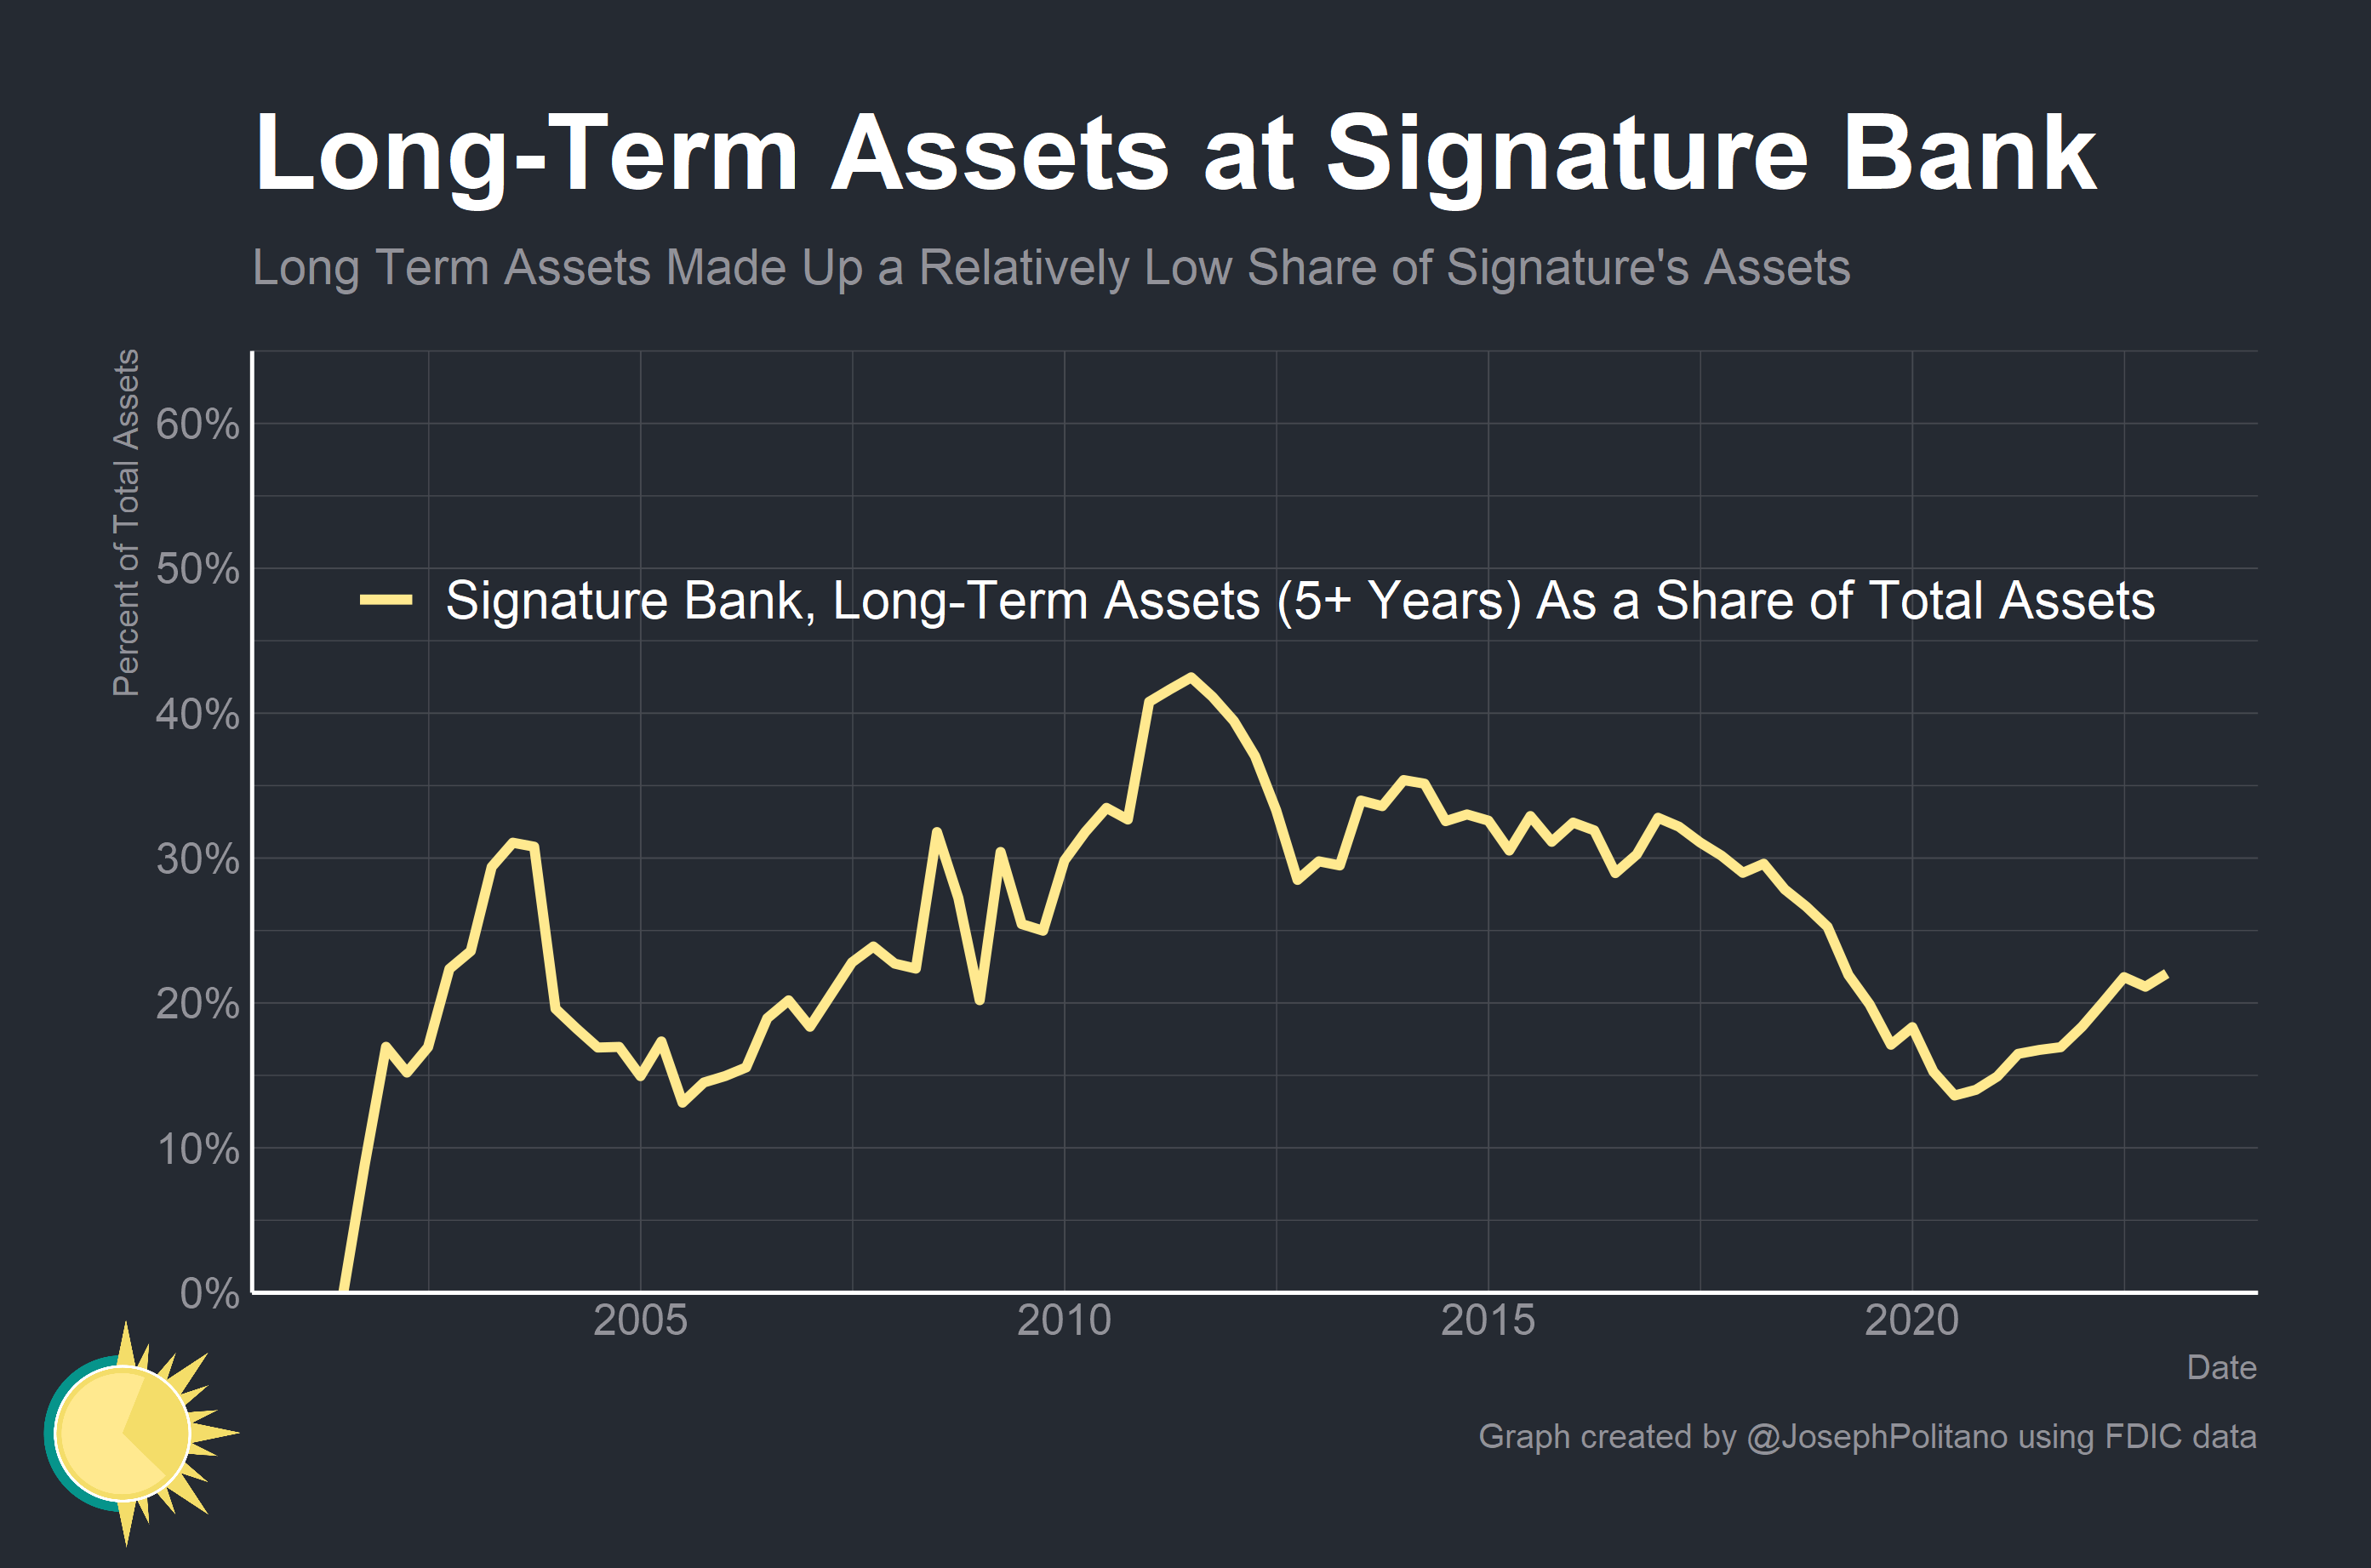 Long-Term Assets at Signature Bank
Long Term Assets Made Up a Relatively Low Share of Signature's Assets
Percent of Total Assets
60%
50%
40%
30%
20%
10%
0%
Signature Bank, Long-Term Assets (5+ Years) As a Share of Total Assets
2005
2010
2015
2020
Date
Graph created by @JosephPolitano using FDIC data